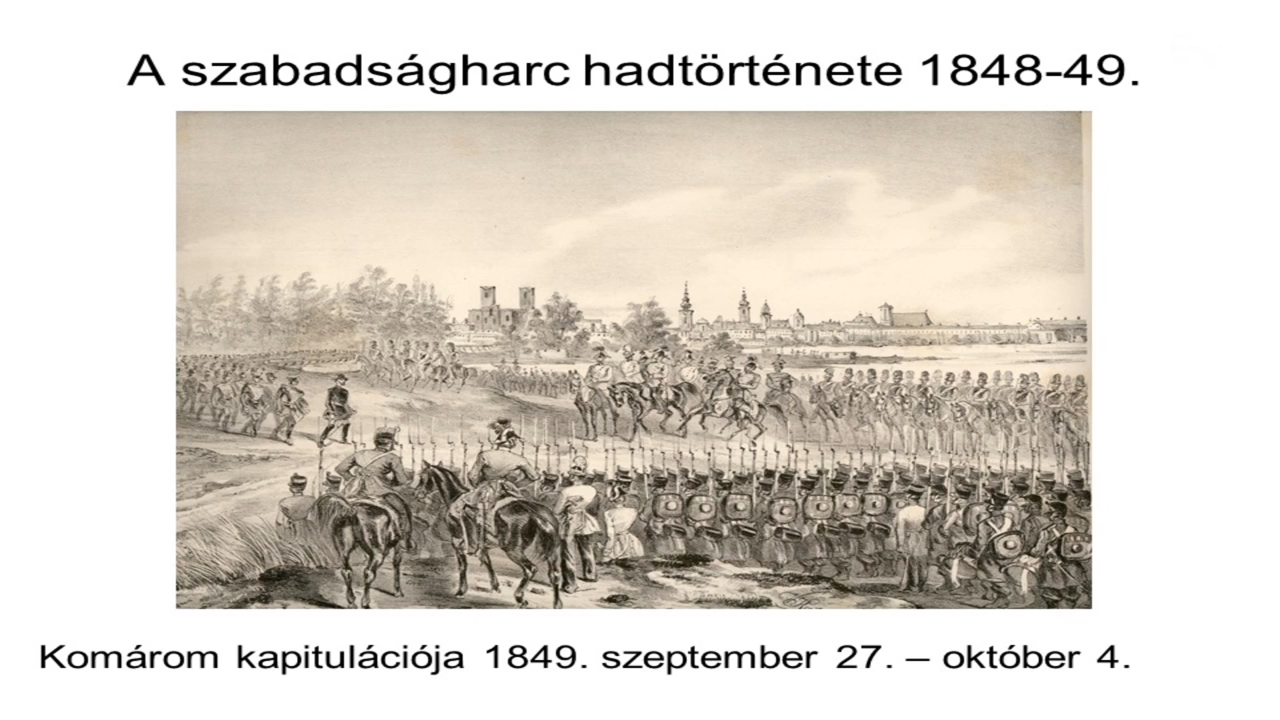 A szabadságharc hadtörténete 1848-49.
Komárom kapitulációja 1849. szeptember 27. – október 4.